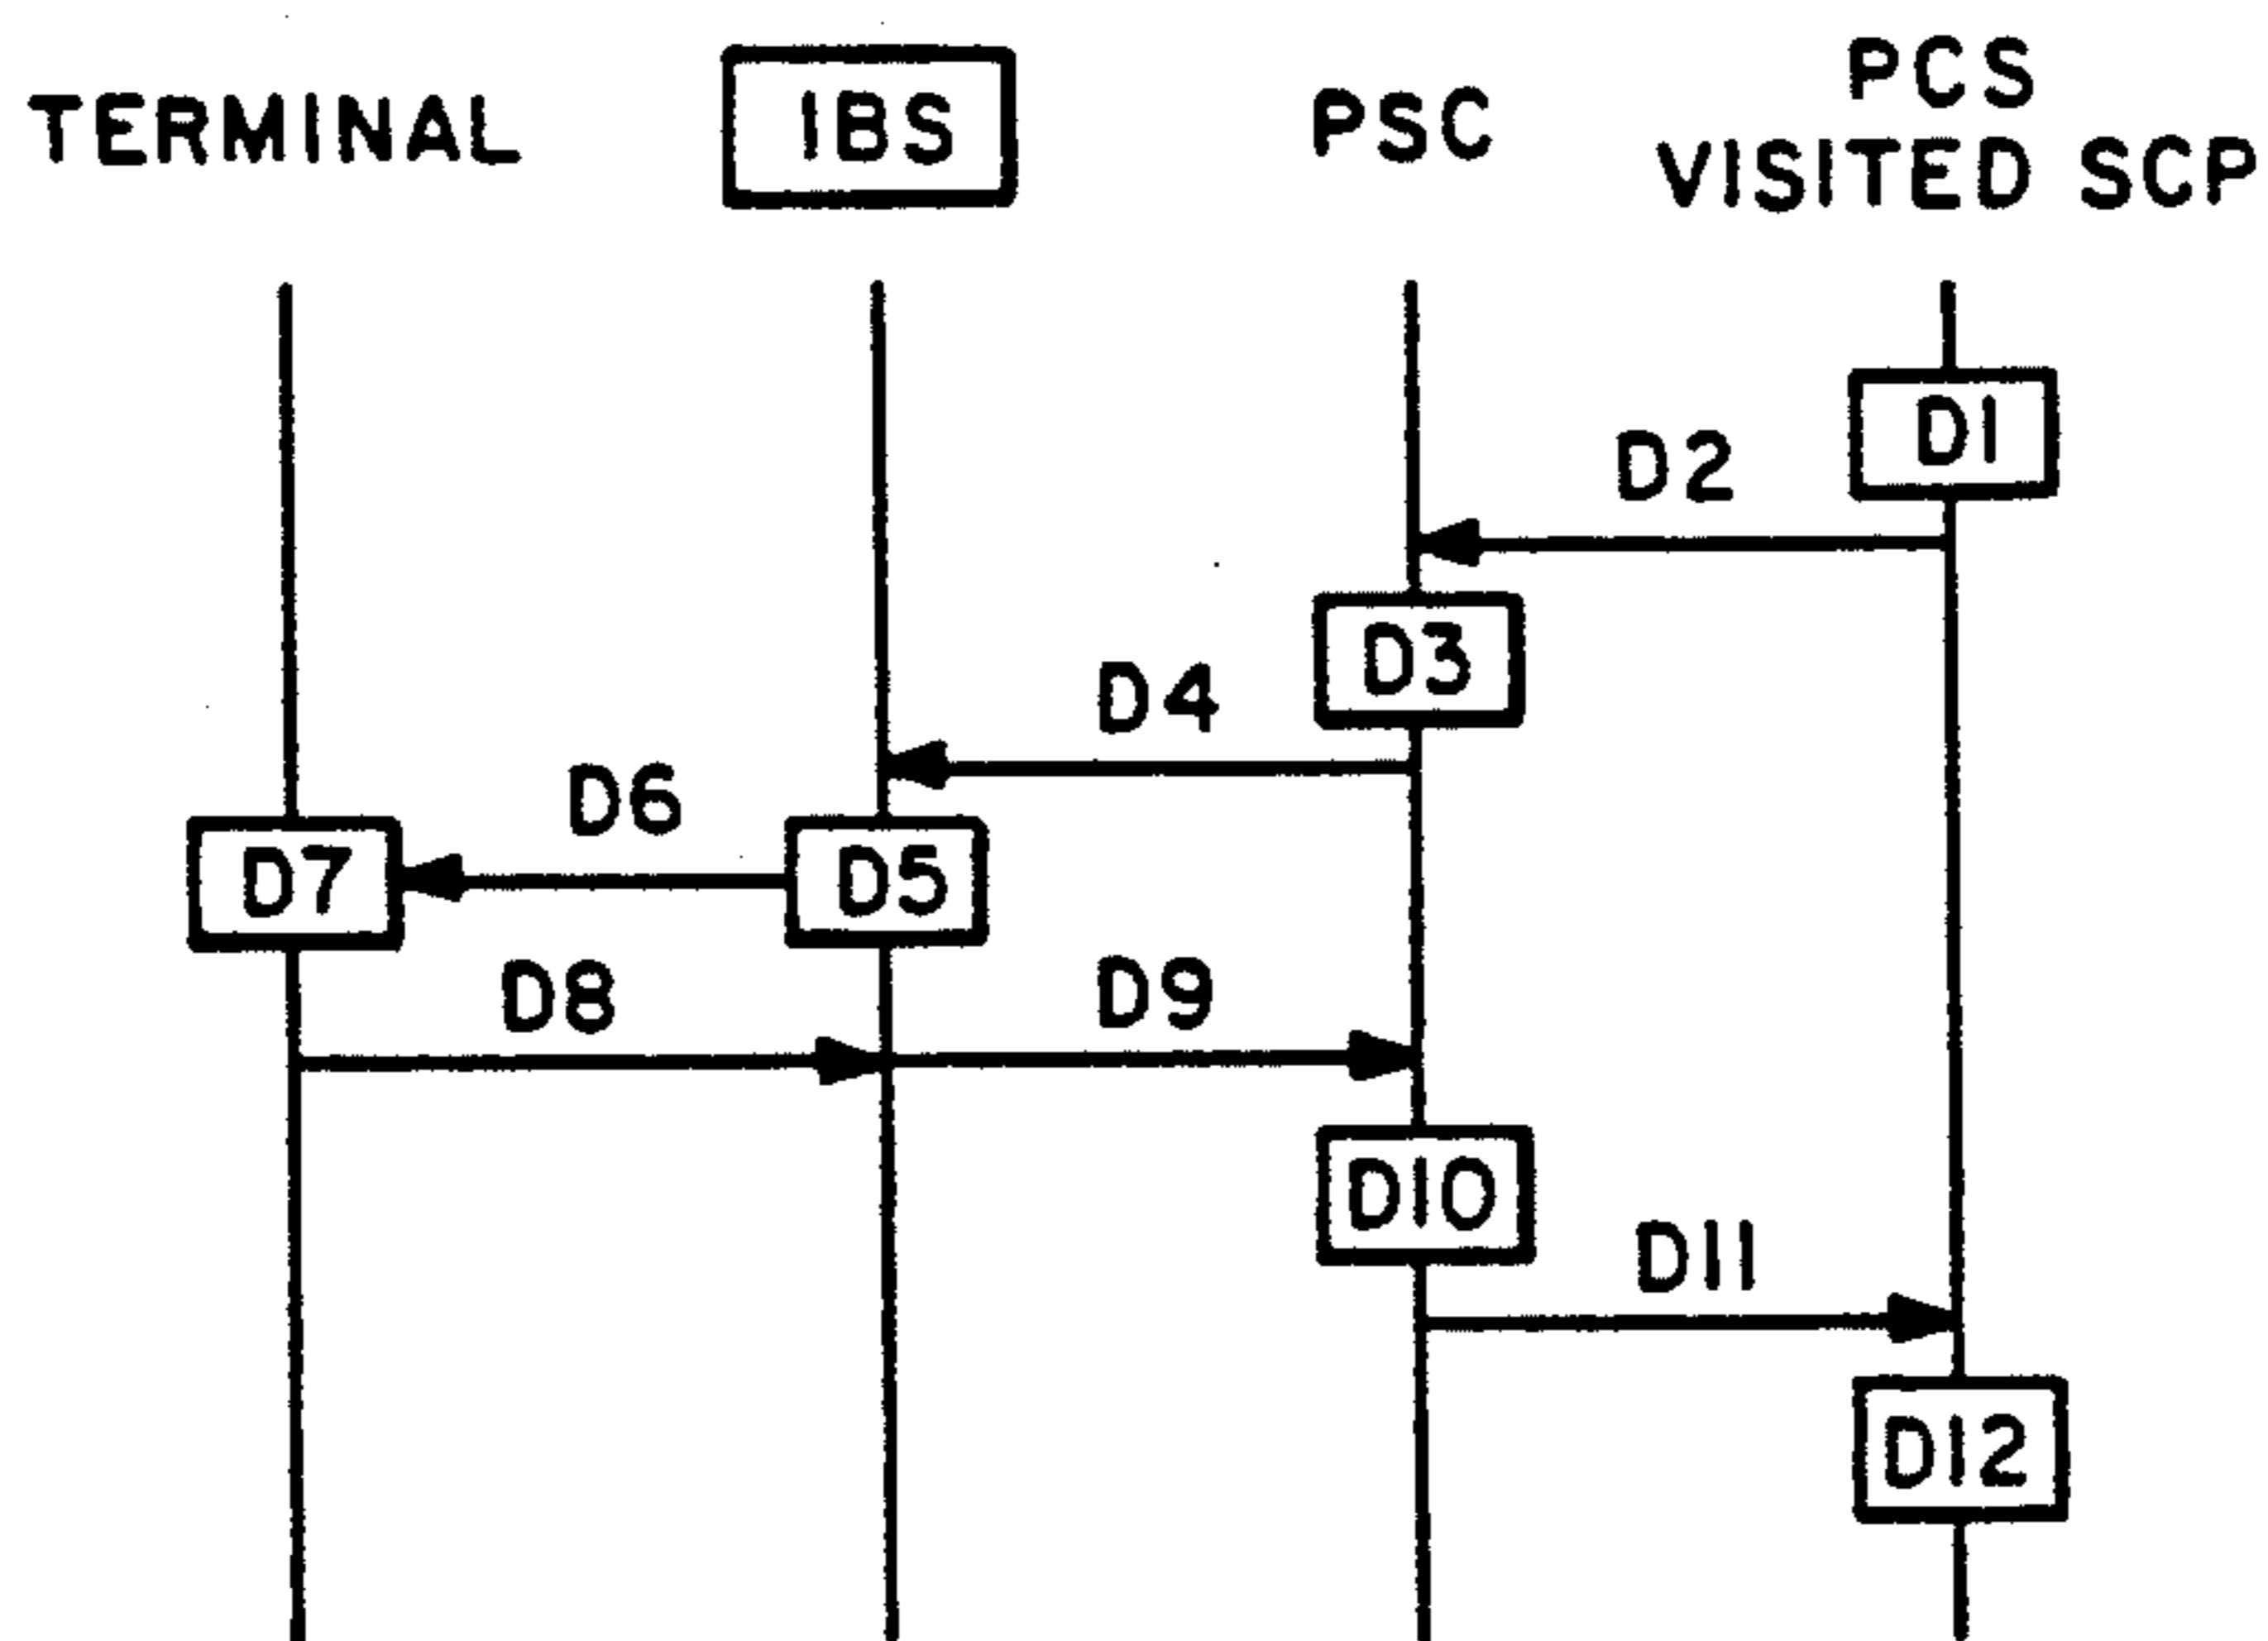 TERMINAL
IBS
PSC
PCS
VISITED SCP
D1
D2
D3
D4
D6
D5
D7
D8
D9
D10
D11
D12